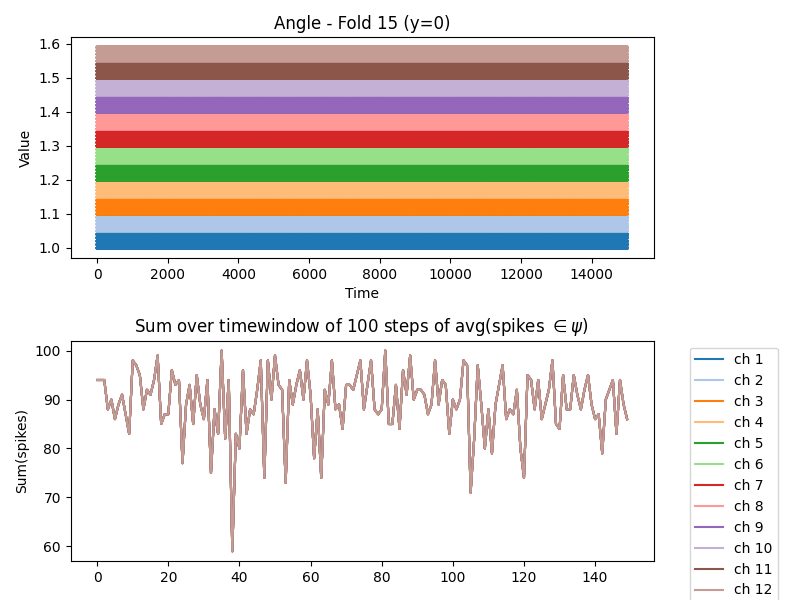 Angle - Fold 15 (y=0)
1.6
1.5
1.4
1.3
1.2
1.1
1.0
Value
0 2000 4000 6000 8000 10000 12000 14000
Time
Sum over timewindow of 100 steps of avg(spikes ∈ ψ)
100
90
80
70
60
Sum(spikes)
0 20 40 60 80 100 120 140
ch 1
ch 2
ch 3
ch 4
ch 5
ch 6
ch 7
ch 8
ch 9
ch 10
ch 11
ch 12